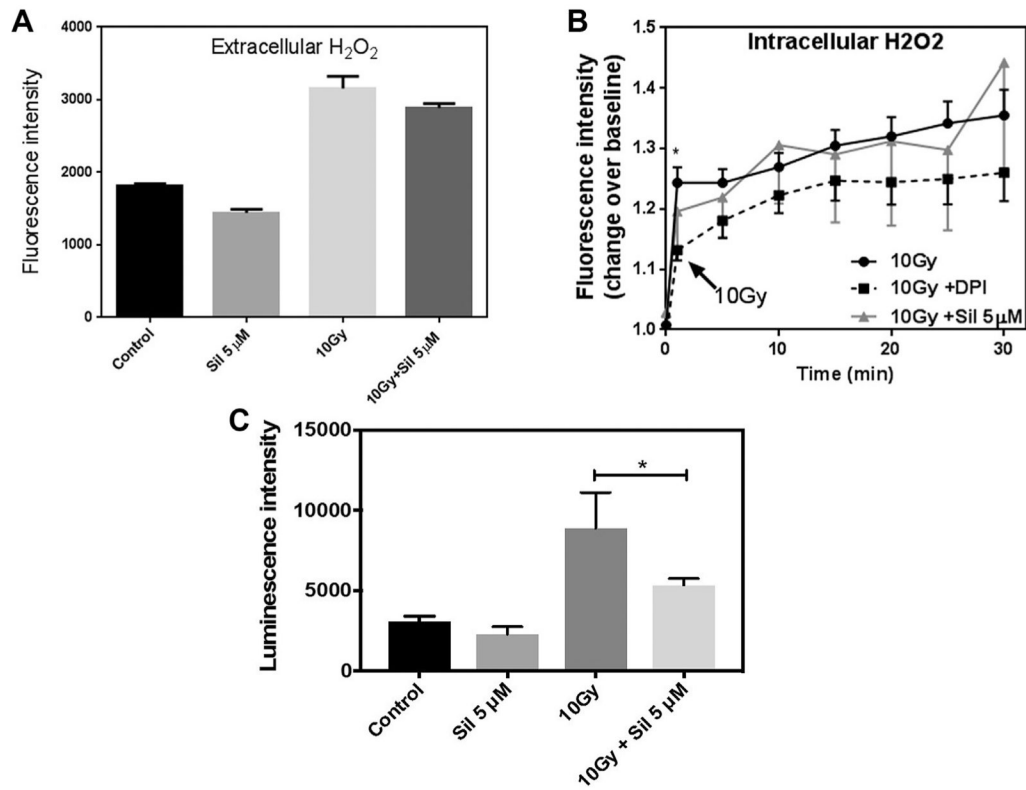 A
Extracellular H₂O₂
Fluorescence intensity
4000
3000
2000
1000
0
Control
Sil 5 µM
10Gy
10Gy+Sil 5µM
B
Intracellular H2O2
Fluorescence intensity
(change over baseline)
1.5
1.4
1.3
1.2
1.1
1.0
*
10Gy
10Gy
10Gy +DPI
10Gy +Sil 5µM
0
10
20
30
Time (min)
C
Luminescence intensity
15000
10000
5000
0
*
Control
Sil 5 µM
10Gy
10Gy + Sil 5 µM